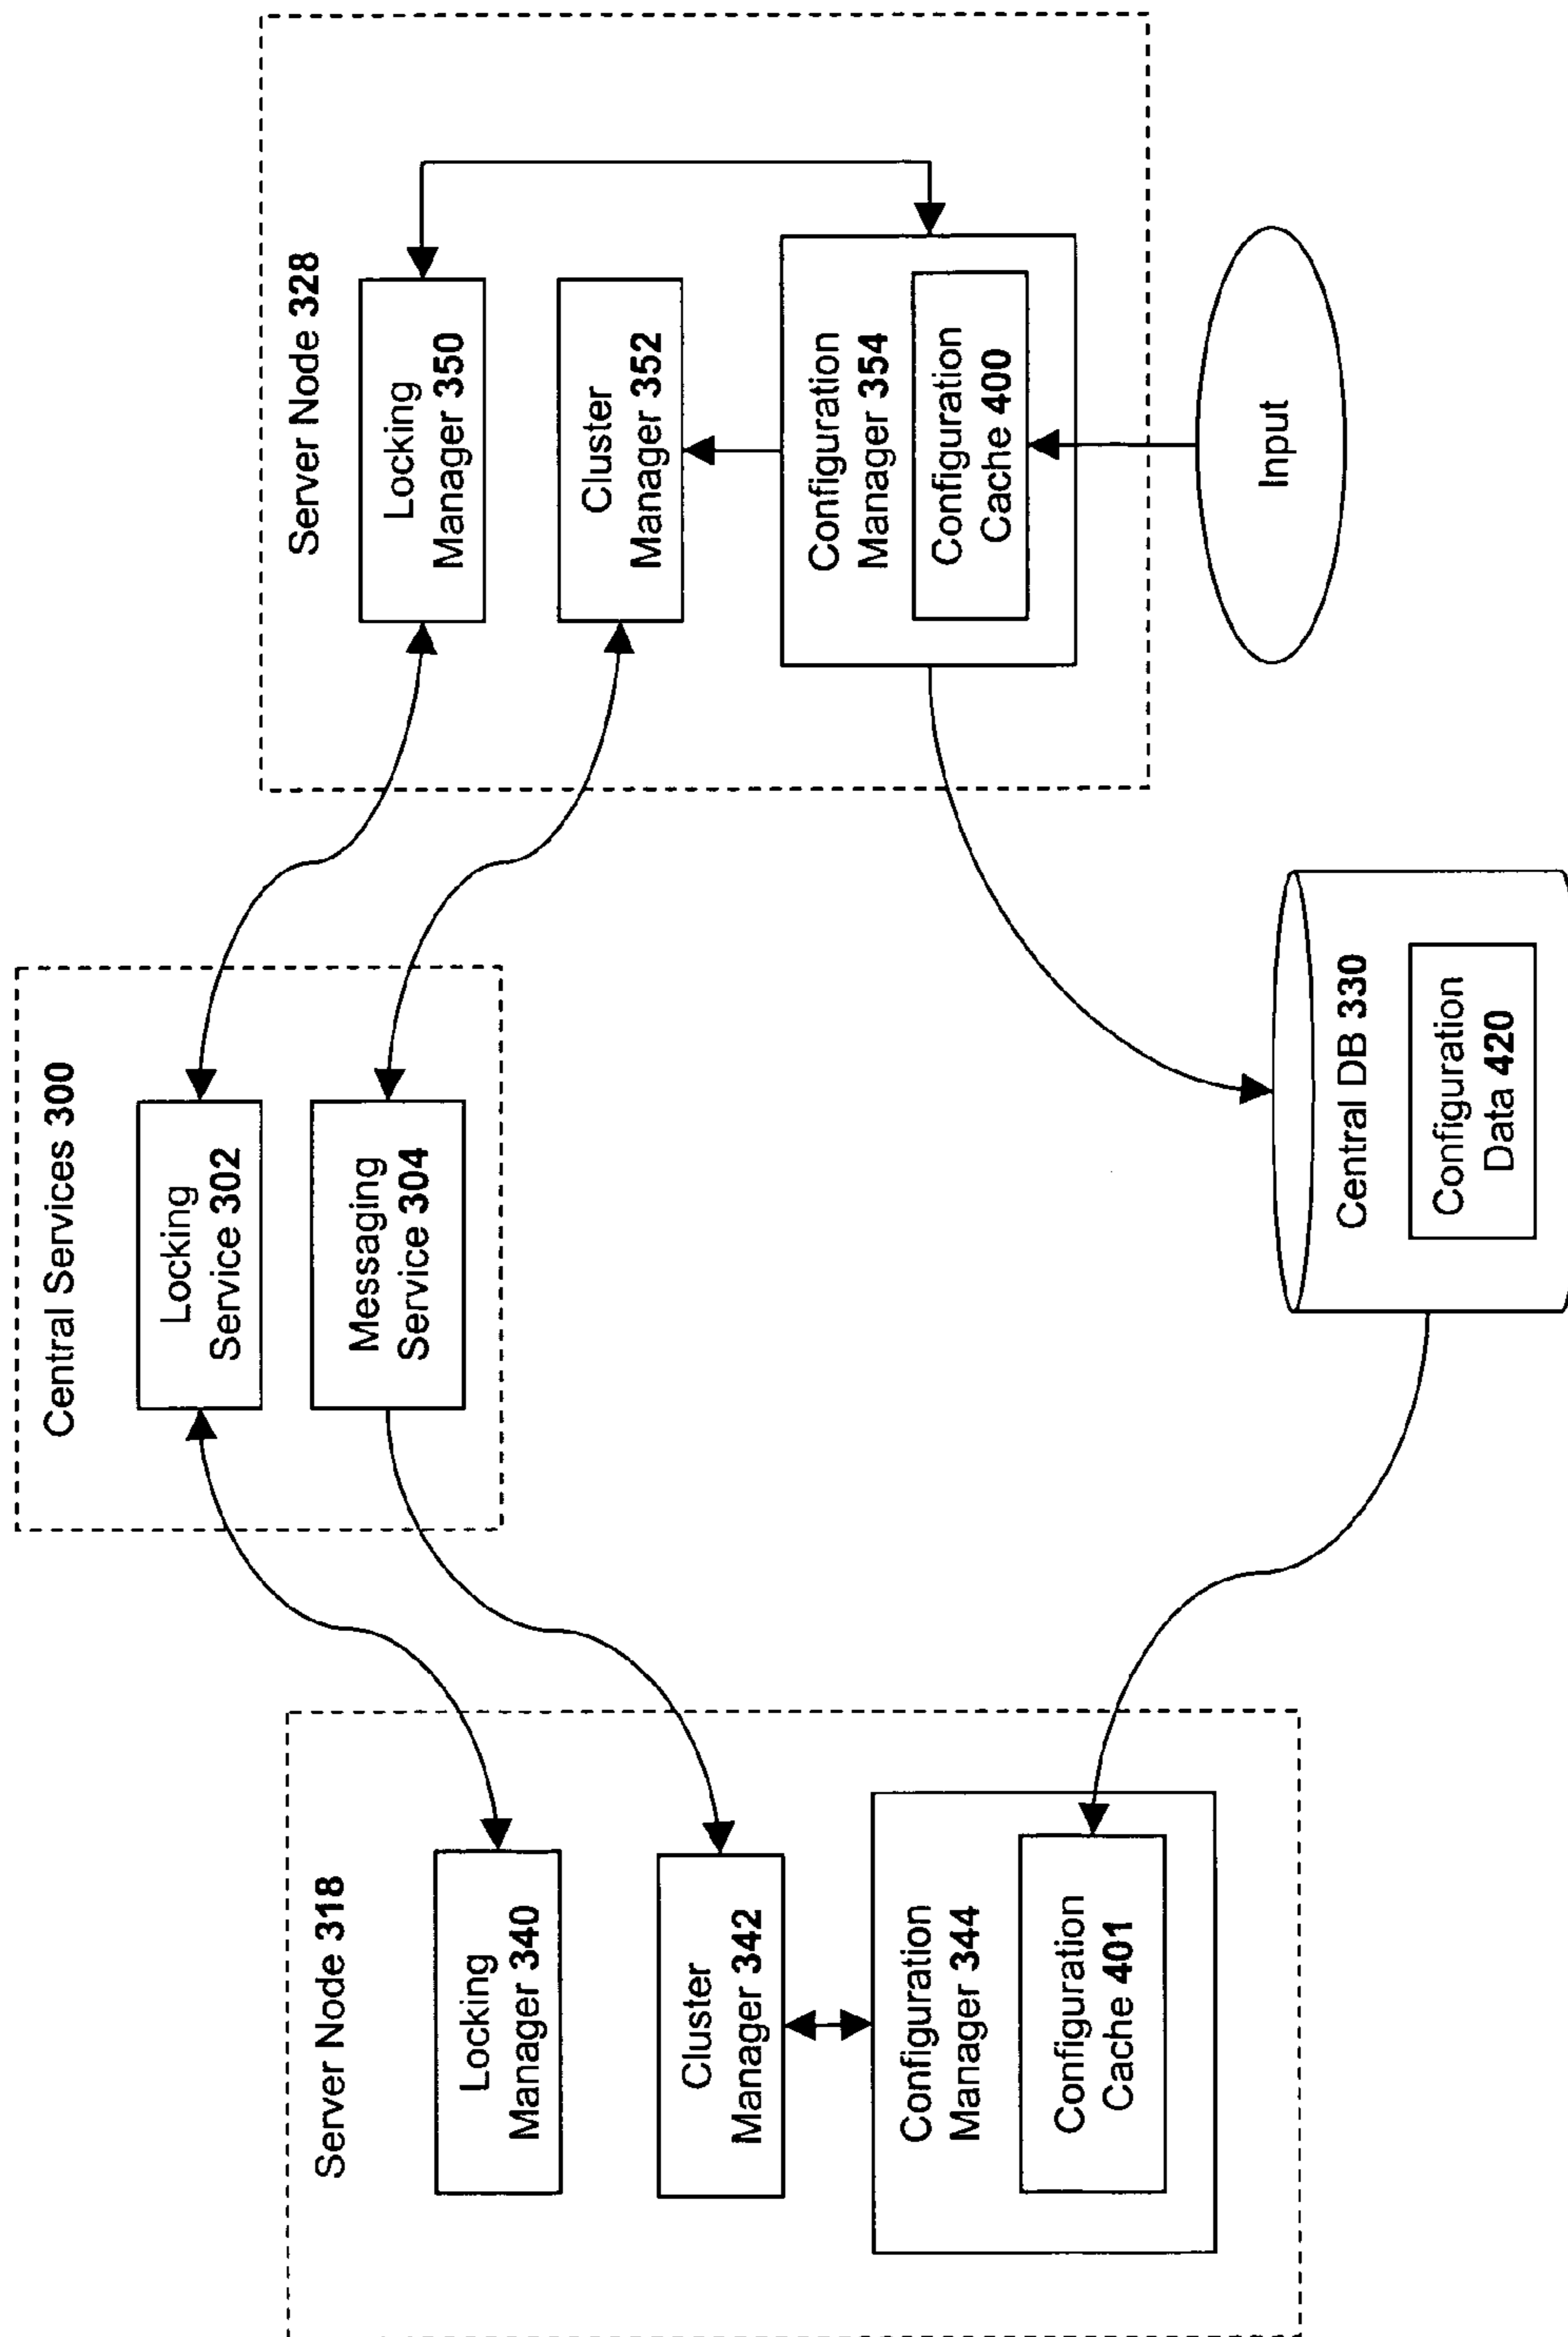 Central Services 300
Locking
Service 302
Messaging
Service 304
Server Node 318
Locking
Manager 340
Cluster
Manager 342
Configuration
Manager 344
Configuration
Cache 401
Server Node 328
Locking
Manager 350
Cluster
Manager 352
Configuration
Manager 354
Configuration
Cache 400
Input
Central DB 330
Configuration
Data 420